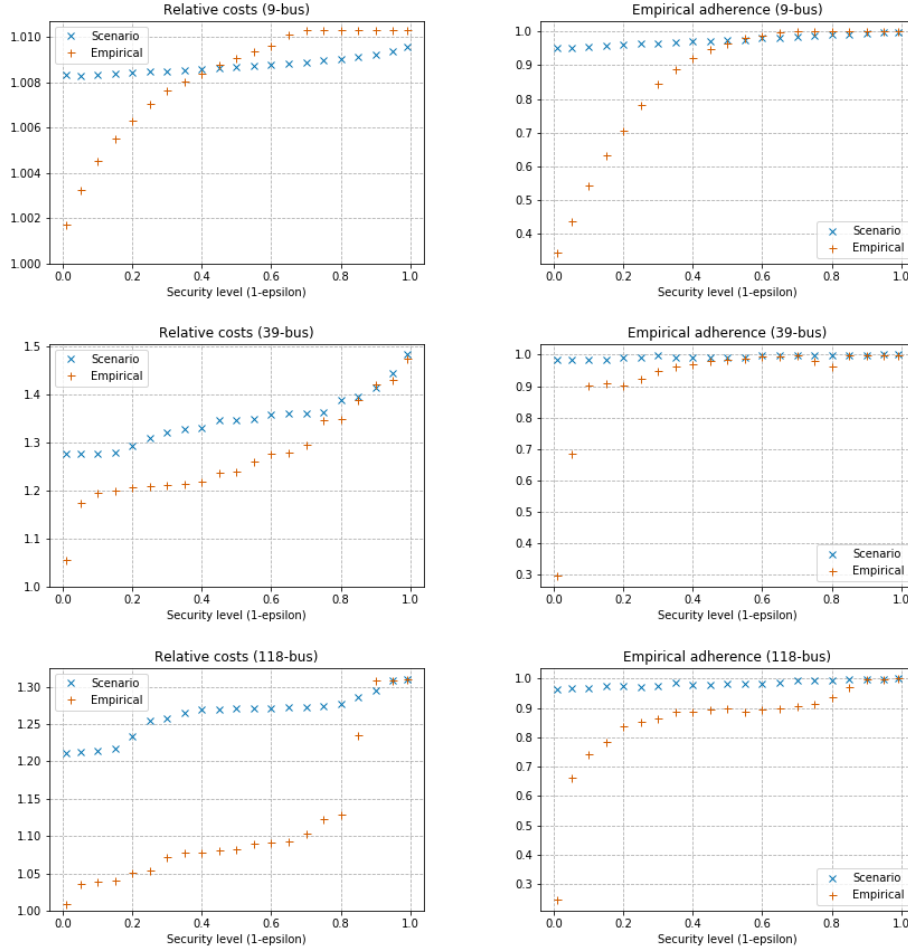 Relative costs (9-bus)
1.010
1.008
1.006
1.004
1.002
1.000
Scenario
Empirical
0.0 0.2 0.4 0.6 0.8 1.0
Security level (1-epsilon)
Empirical adherence (9-bus)
1.0
0.9
0.8
0.7
0.6
0.5
0.4
Scenario
Empirical
0.0 0.2 0.4 0.6 0.8 1.0
Security level (1-epsilon)
Relative costs (39-bus)
1.5
1.4
1.3
1.2
1.1
1.0
Scenario
Empirical
0.0 0.2 0.4 0.6 0.8 1.0
Security level (1-epsilon)
Empirical adherence (39-bus)
1.0
0.9
0.8
0.7
0.6
0.5
0.4
0.3
Scenario
Empirical
0.0 0.2 0.4 0.6 0.8 1.0
Security level (1-epsilon)
Relative costs (118-bus)
1.30
1.25
1.20
1.15
1.10
1.05
1.00
Scenario
Empirical
0.0 0.2 0.4 0.6 0.8 1.0
Security level (1-epsilon)
Empirical adherence (118-bus)
1.0
0.9
0.8
0.7
0.6
0.5
0.4
0.3
Scenario
Empirical
0.0 0.2 0.4 0.6 0.8 1.0
Security level (1-epsilon)